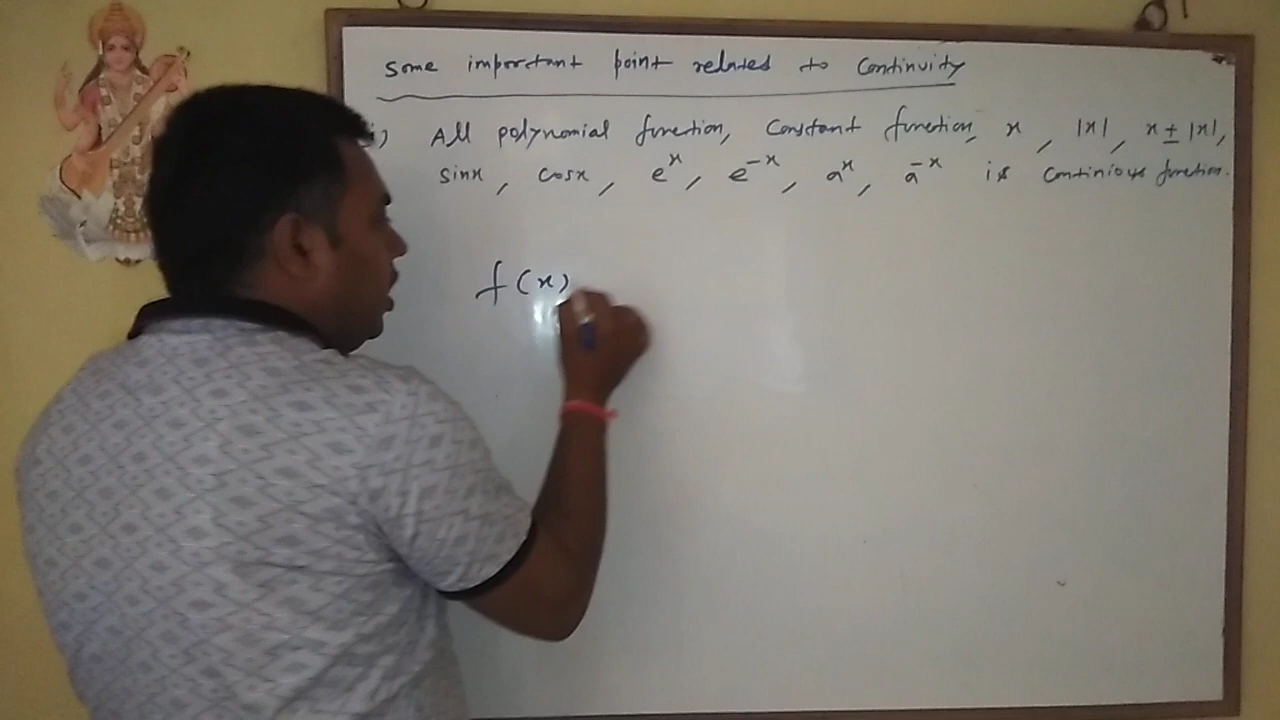 Some important point related to Continuity
i) All polynomial function, Constant function, x, |x|, x ± |x|,
sinx, cosx, e^x, e^-x, a^x, a^-x is continious function.
f(x)